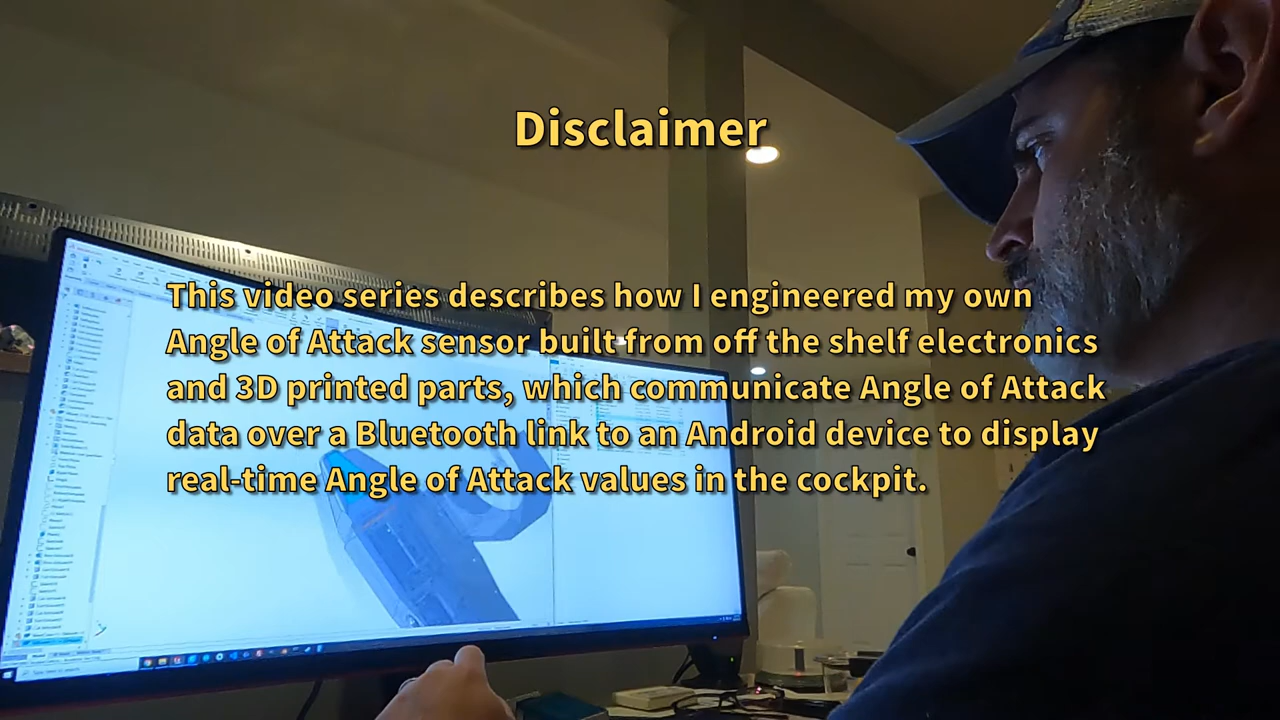 Disclaimer
This video series describes how I engineered my own
Angle of Attack sensor built from off the shelf electronics
and 3D printed parts, which communicate Angle of Attack
data over a Bluetooth link to an Android device to display
real-time Angle of Attack values in the cockpit.